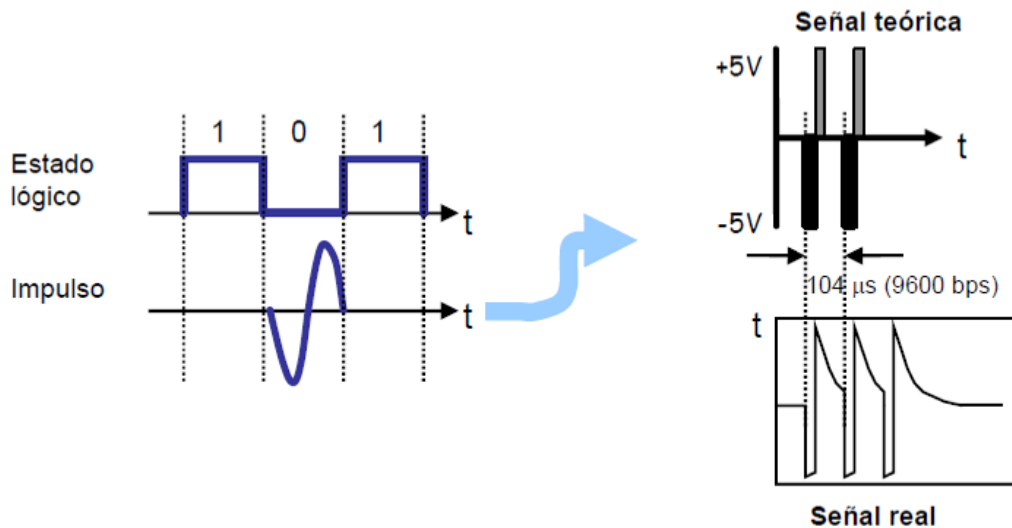 Señal teórica
+5V
1 0 1
t
Estado
lógico
t
-5V
Impulso
t
104 μs (9600 bps)
t
Señal real